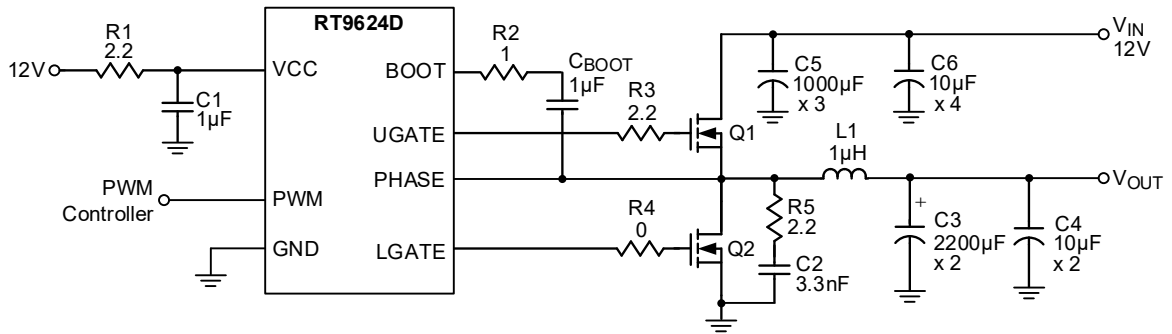 RT9624D
12V
R1
2.2
C1
1µF
VCC
BOOT
UGATE
PHASE
LGATE
PWM
GND
PWM
Controller
R2
1
CBOOT
1µF
R3
2.2
R4
0
Q1
Q2
C5
1000µF
x 3
C6
10µF
x 4
VIN
12V
L1
1µH
R5
2.2
C2
3.3nF
+
C3
2200µF
x 2
C4
10µF
x 2
VOUT